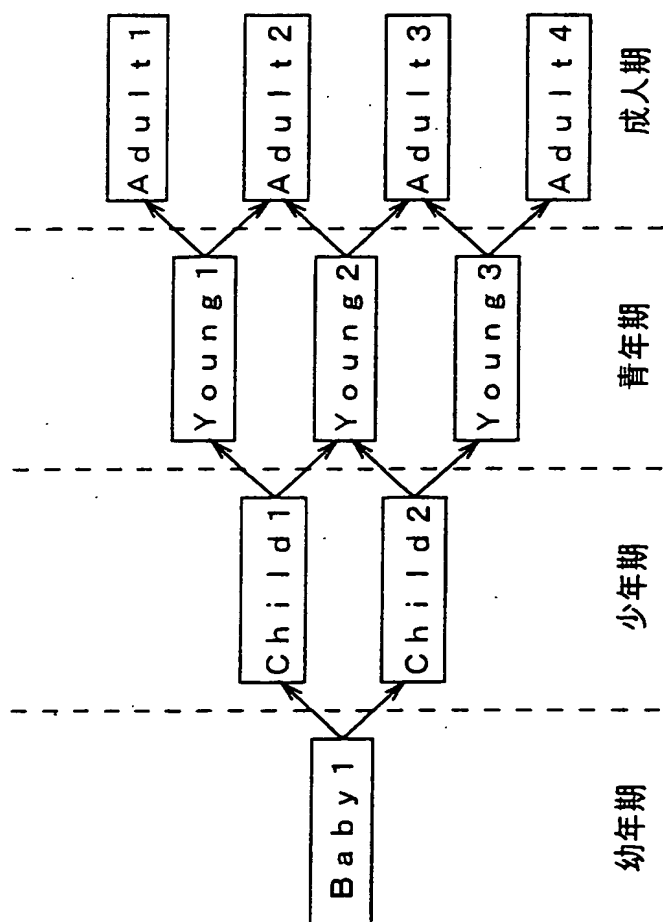 Baby1
Child1
Child2
Young1
Young2
Young3
Adult1
Adult2
Adult3
Adult4
幼年期
少年期
青年期
成人期